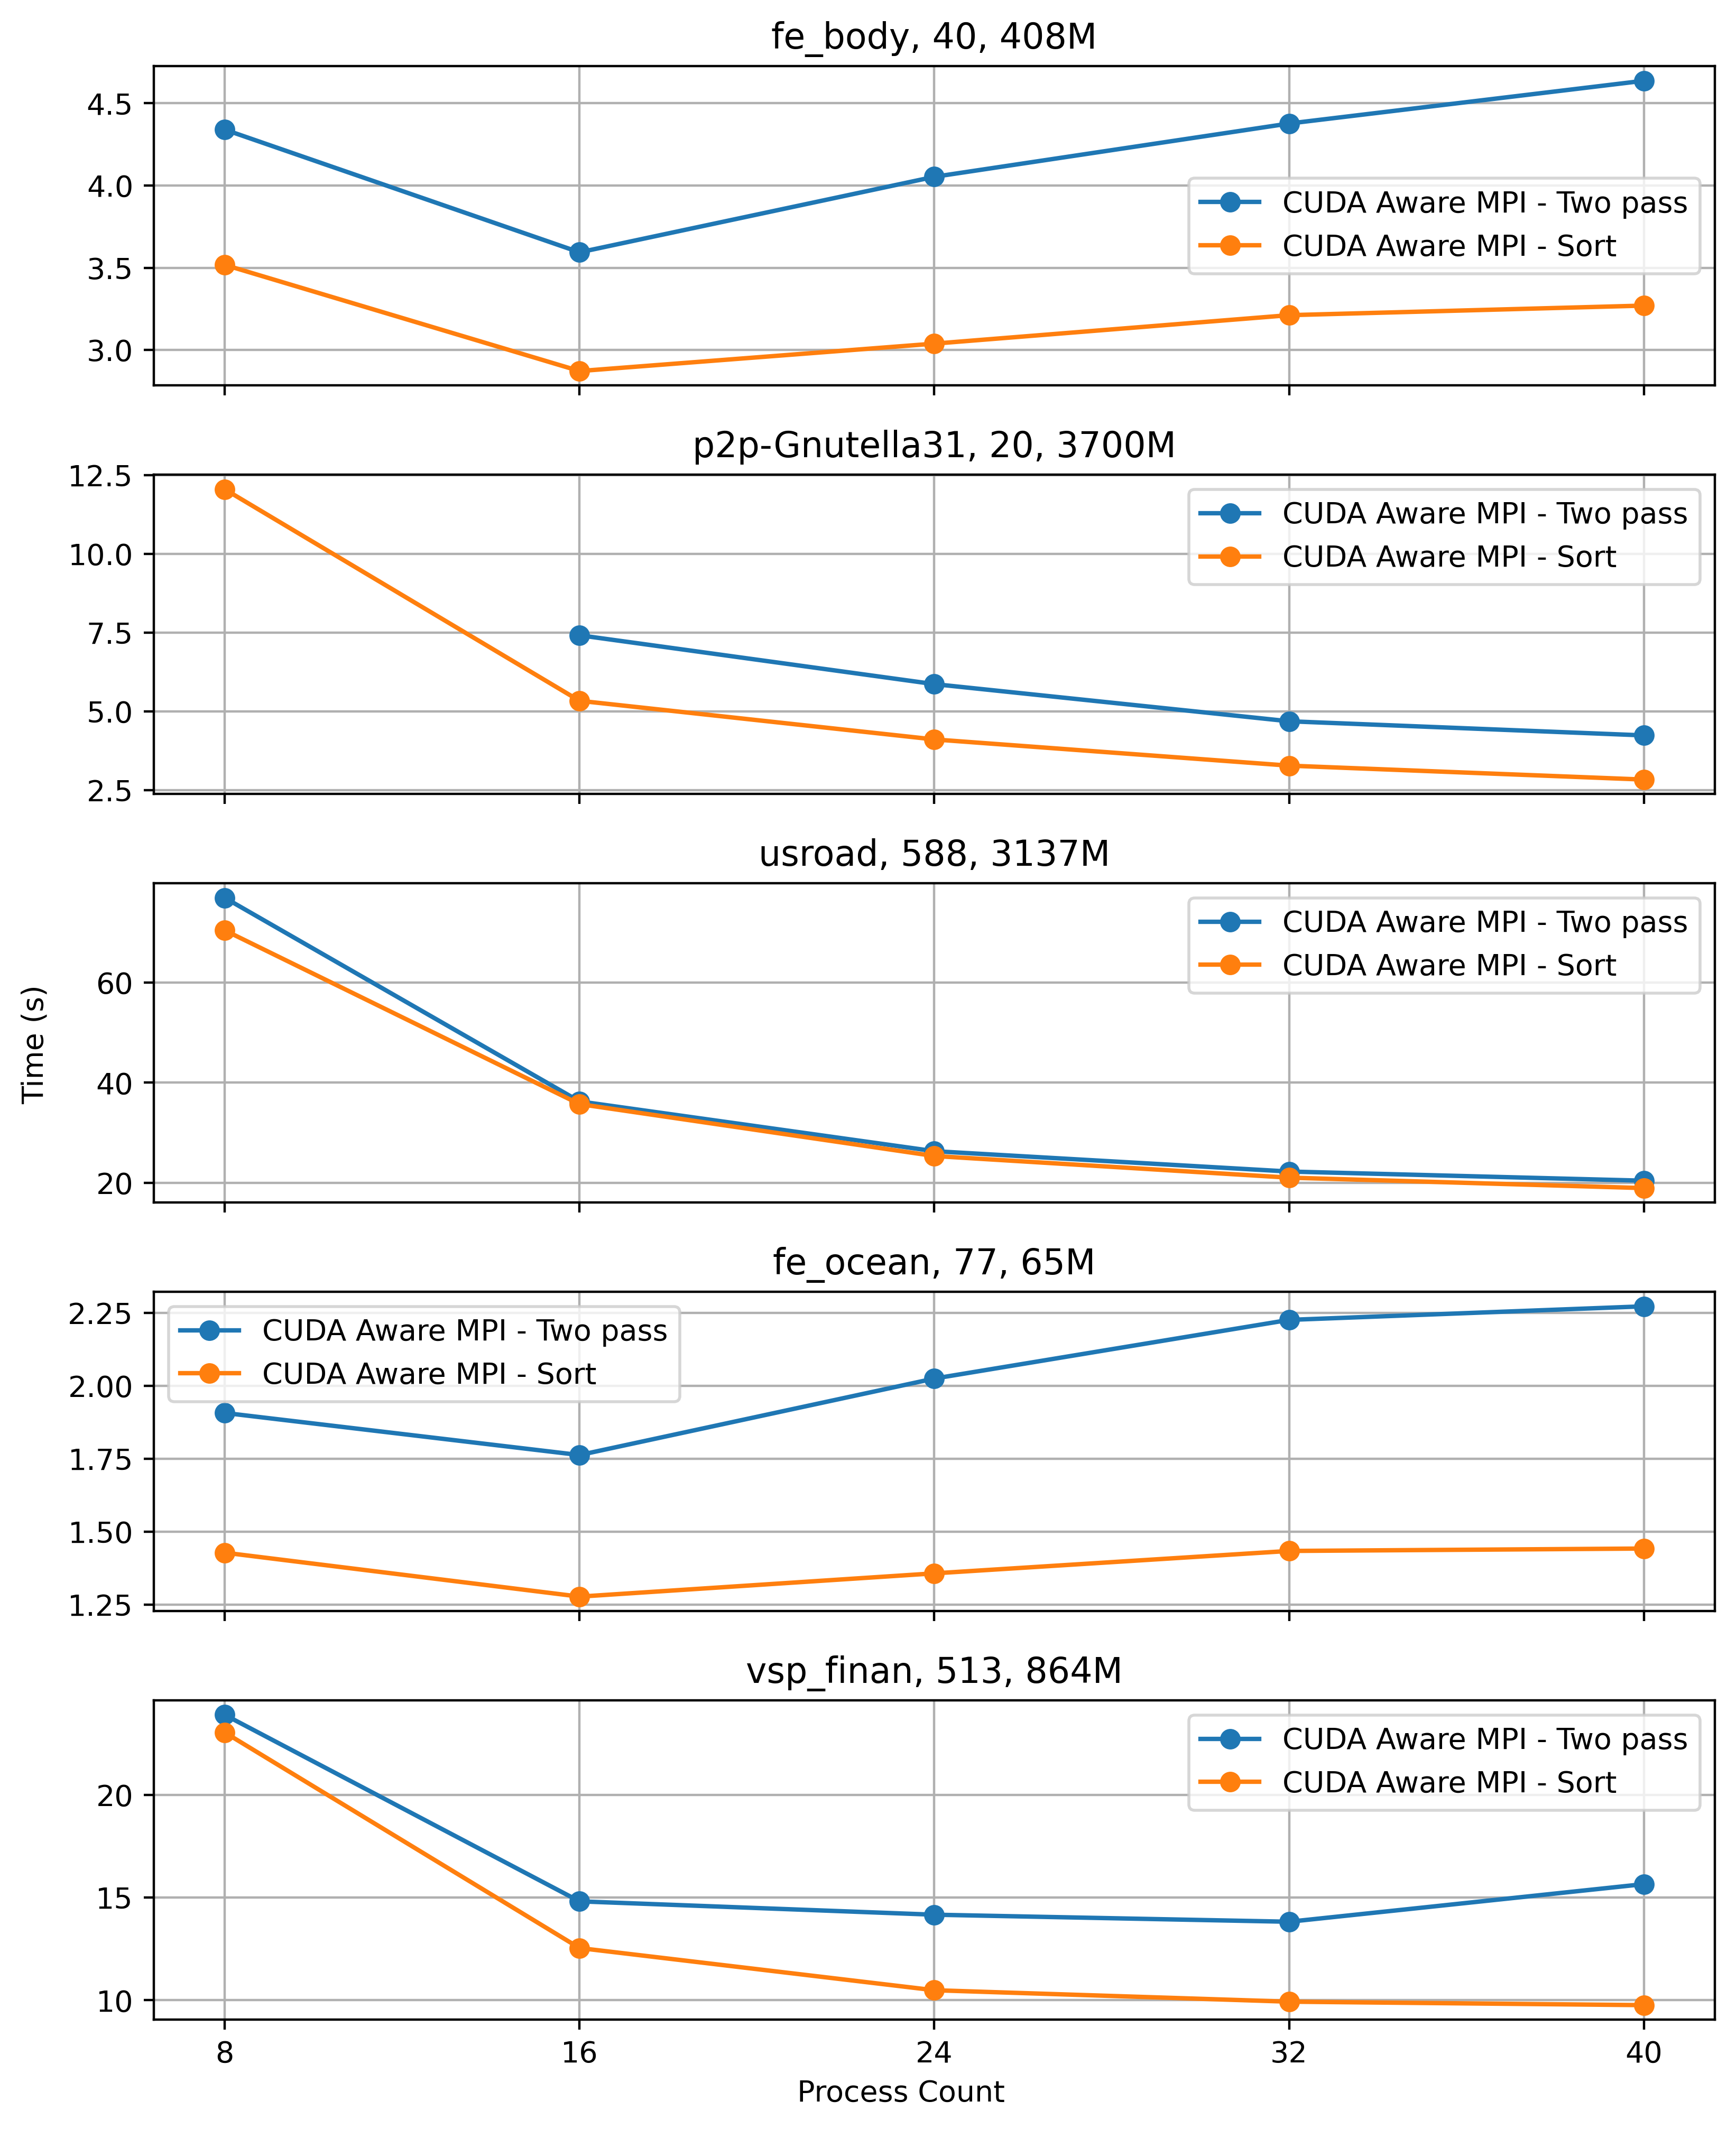 fe_body, 40, 408M
4.5
4.0
3.5
3.0
CUDA Aware MPI - Two pass
CUDA Aware MPI - Sort
p2p-Gnutella31, 20, 3700M
12.5
10.0
7.5
5.0
2.5
CUDA Aware MPI - Two pass
CUDA Aware MPI - Sort
usroad, 588, 3137M
Time (s)
60
40
20
CUDA Aware MPI - Two pass
CUDA Aware MPI - Sort
fe_ocean, 77, 65M
2.25
2.00
1.75
1.50
1.25
CUDA Aware MPI - Two pass
CUDA Aware MPI - Sort
vsp_finan, 513, 864M
20
15
10
CUDA Aware MPI - Two pass
CUDA Aware MPI - Sort
8 16 24 32 40
Process Count